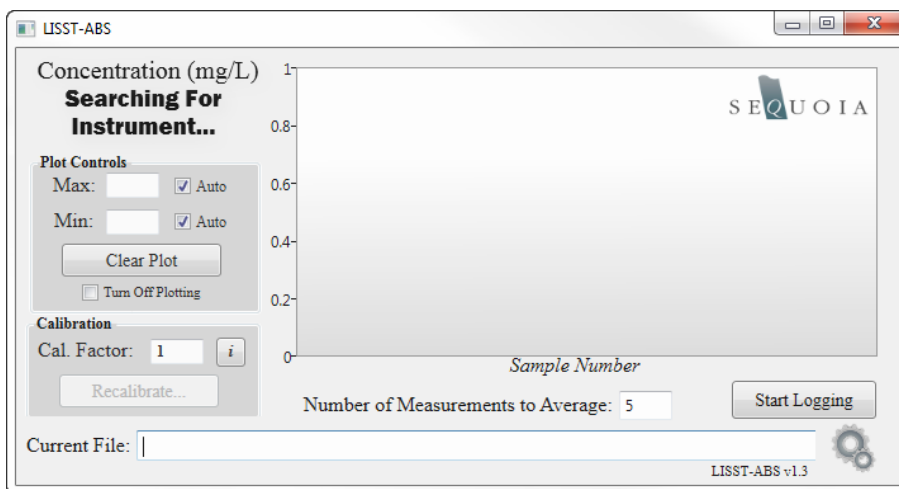 LISST-ABS
Concentration (mg/L)
Searching For
Instrument...
Plot Controls
Max:
Auto
Min:
Auto
Clear Plot
Turn Off Plotting
Calibration
Cal. Factor: 1 i
Recalibrate...
1
0.8
0.6
0.4
0.2
0
SEQUOIA
Sample Number
Number of Measurements to Average: 5
Start Logging
Current File:
LISST-ABS v1.3